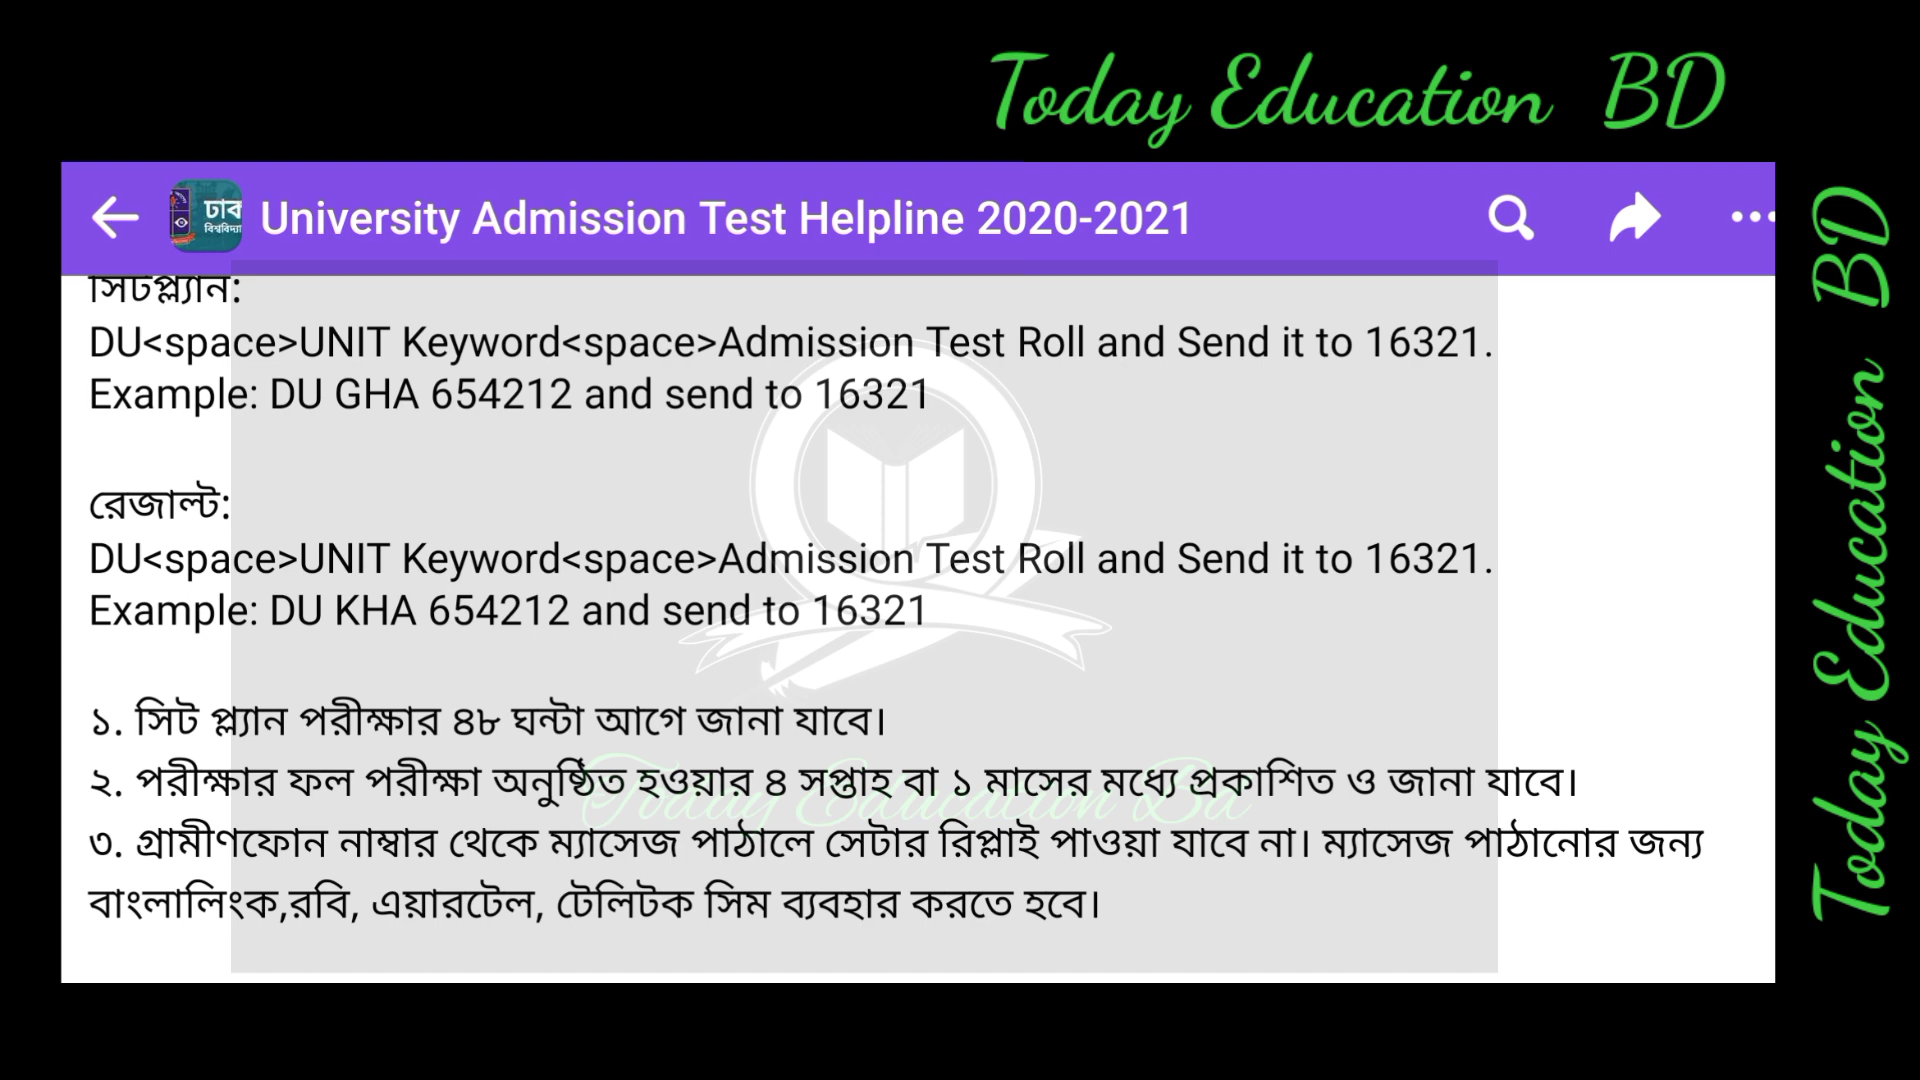 Today Education BD
ঢাক
বিশ্ববিদ্যা
University Admission Test Helpline 2020-2021
সিটপ্ল্যান:
DU<space>UNIT Keyword<space>Admission Test Roll and Send it to 16321.
Example: DU GHA 654212 and send to 16321
রেজাল্ট:
DU<space>UNIT Keyword<space>Admission Test Roll and Send it to 16321.
Example: DU KHA 654212 and send to 16321
১. সিট প্ল্যান পরীক্ষার ৪৮ ঘন্টা আগে জানা যাবে।
২. পরীক্ষার ফল পরীক্ষা অনুষ্ঠিত হওয়ার ৪ সপ্তাহ বা ১ মাসের মধ্যে প্রকাশিত ও জানা যাবে।
৩. গ্রামীণফোন নাম্বার থেকে ম্যাসেজ পাঠালে সেটার রিপ্লাই পাওয়া যাবে না। ম্যাসেজ পাঠানোর জন্য
বাংলালিংক,রবি, এয়ারটেল, টেলিটক সিম ব্যবহার করতে হবে।
Today Education Bd
Today Education BD